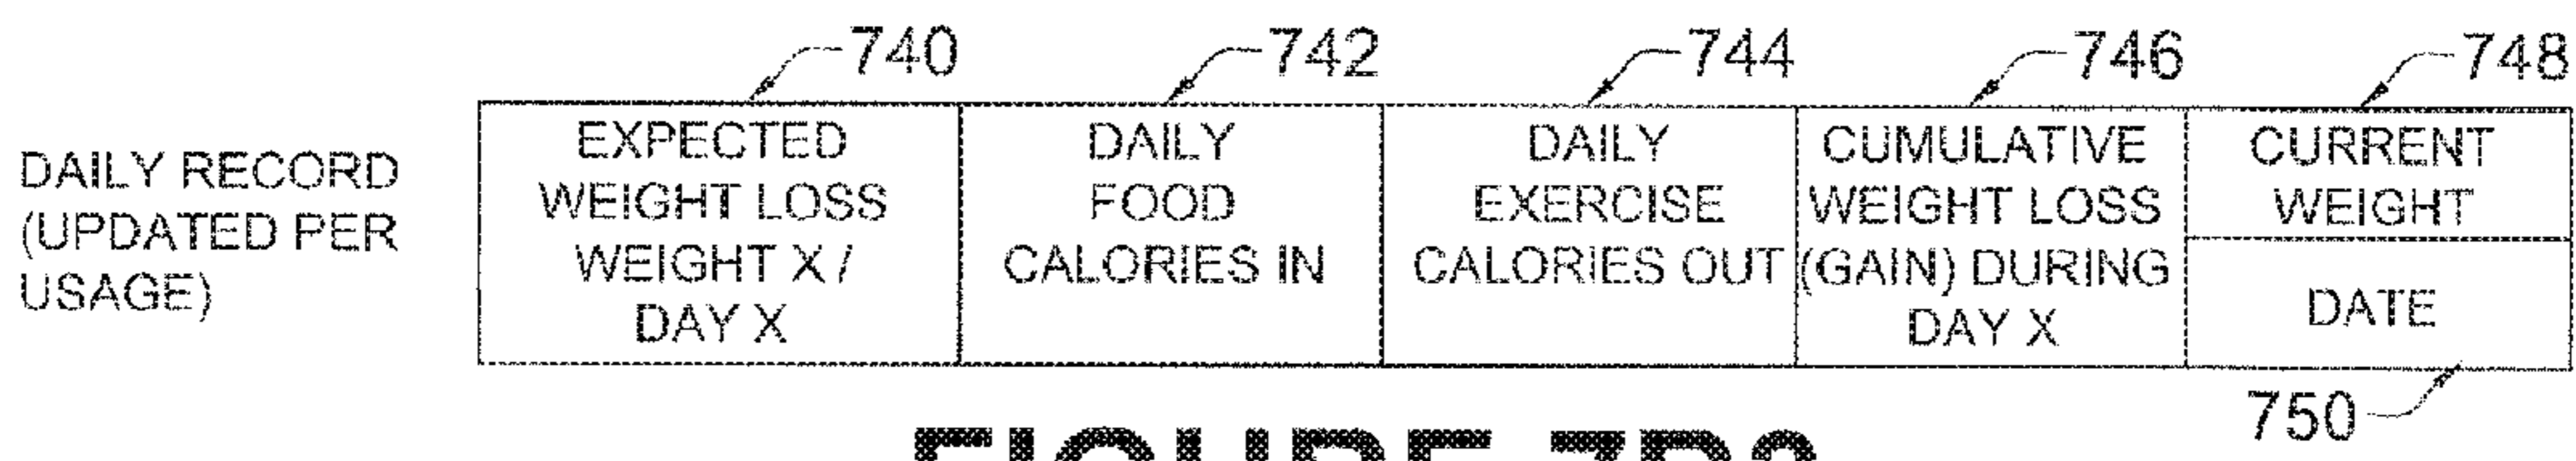 740
742
744
746
748
DAILY RECORD
(UPDATED PER
USAGE)
EXPECTED
WEIGHT LOSS
WEIGHT X /
DAY X
DAILY
FOOD
CALORIES IN
DAILY
EXERCISE
CALORIES OUT
CUMULATIVE
WEIGHT LOSS
(GAIN) DURING
DAY X
CURRENT
WEIGHT
DATE
750